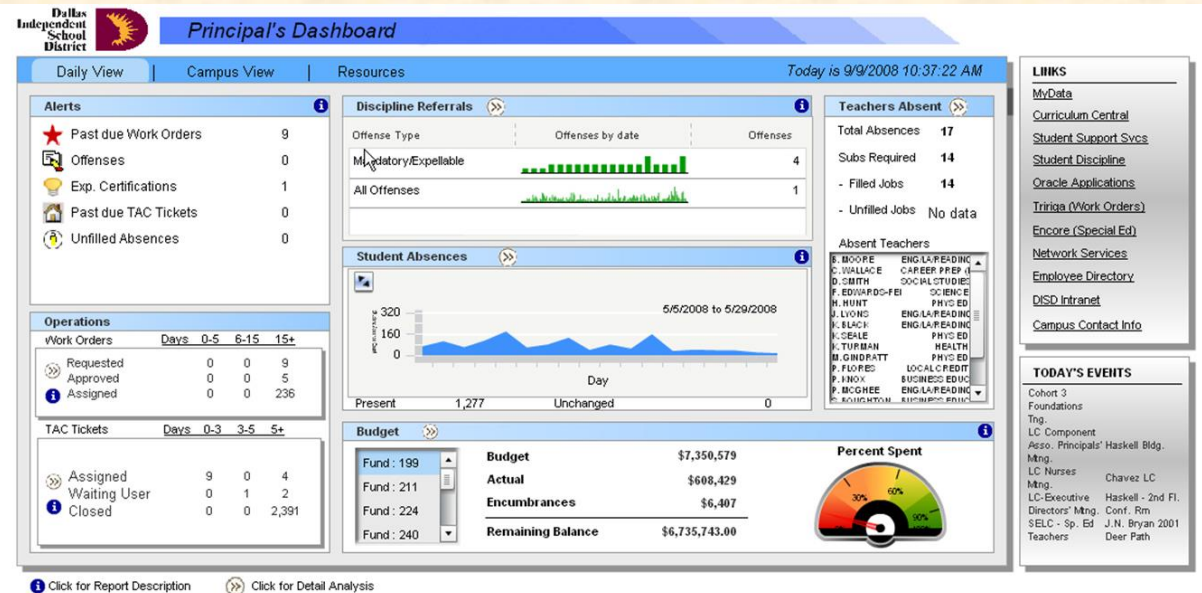 Dallas
Independent
School
District
Principal's Dashboard
Daily View | Campus View | Resources
Today is 9/9/2008 10:37:22 AM
Alerts
Past due Work Orders 9
Offenses 0
Exp. Certifications 1
Past due TAC Tickets 0
Unfilled Absences 0
Operations
Work Orders Days 0-5 6-15 15+
Requested 0 0 9
Approved 0 0 5
Assigned 0 0 236
TAC Tickets Days 0-3 3-5 5+
Assigned 9 0 4
Waiting User 0 1 2
Closed 0 0 2,391
Discipline Referrals
Offense Type Offenses by date Offenses
Mandatory/Expellable 4
All Offenses 1
Student Absences
5/5/2008 to 5/29/2008
320
160
0
Day
Present 1,277 Unchanged 0
Teachers Absent
Total Absences 17
Subs Required 14
- Filled Jobs 14
- Unfilled Jobs No data
Absent Teachers
B. MOORE ENG/LA/READING
C. WALLACE CAREER PREP (
D. SMITH SOCIAL STUDIES
F. EDWARDS-FEI SCIENCE
H. HUNT PHYS ED
J. LYONS ENG/LA/READING
K. BLACK ENG/LA/READING
K. SEALE PHYS ED
K. TURMAN HEALTH
M. GINDRATT PHYS ED
P. FLORES LOCAL CREDIT
P. KNOX BUSINESS EDUC
P. MCGHEE ENG/LA/READING
S. BOUGHTON BUSINESS EDUC
Budget
Fund : 199
Fund : 211
Fund : 224
Fund : 240
Budget $7,350,579
Actual $608,429
Encumbrances $6,407
Remaining Balance $6,735,743.00
Percent Spent
30% 60%
90%
LINKS
MyData
Curriculum Central
Student Support Svcs
Student Discipline
Oracle Applications
Tririga (Work Orders)
Encore (Special Ed)
Network Services
Employee Directory
DISD Intranet
Campus Contact Info
TODAY'S EVENTS
Cohort 3
Foundations
Tng.
LC Component
Asso. Principals' Haskell Bldg.
Mtng.
LC Nurses
Mtng. Chavez LC
LC-Executive Haskell - 2nd Fl.
Directors' Mtng. Conf. Rm
SELC - Sp. Ed J.N. Bryan 2001
Teachers Deer Path
Click for Report Description
Click for Detail Analysis